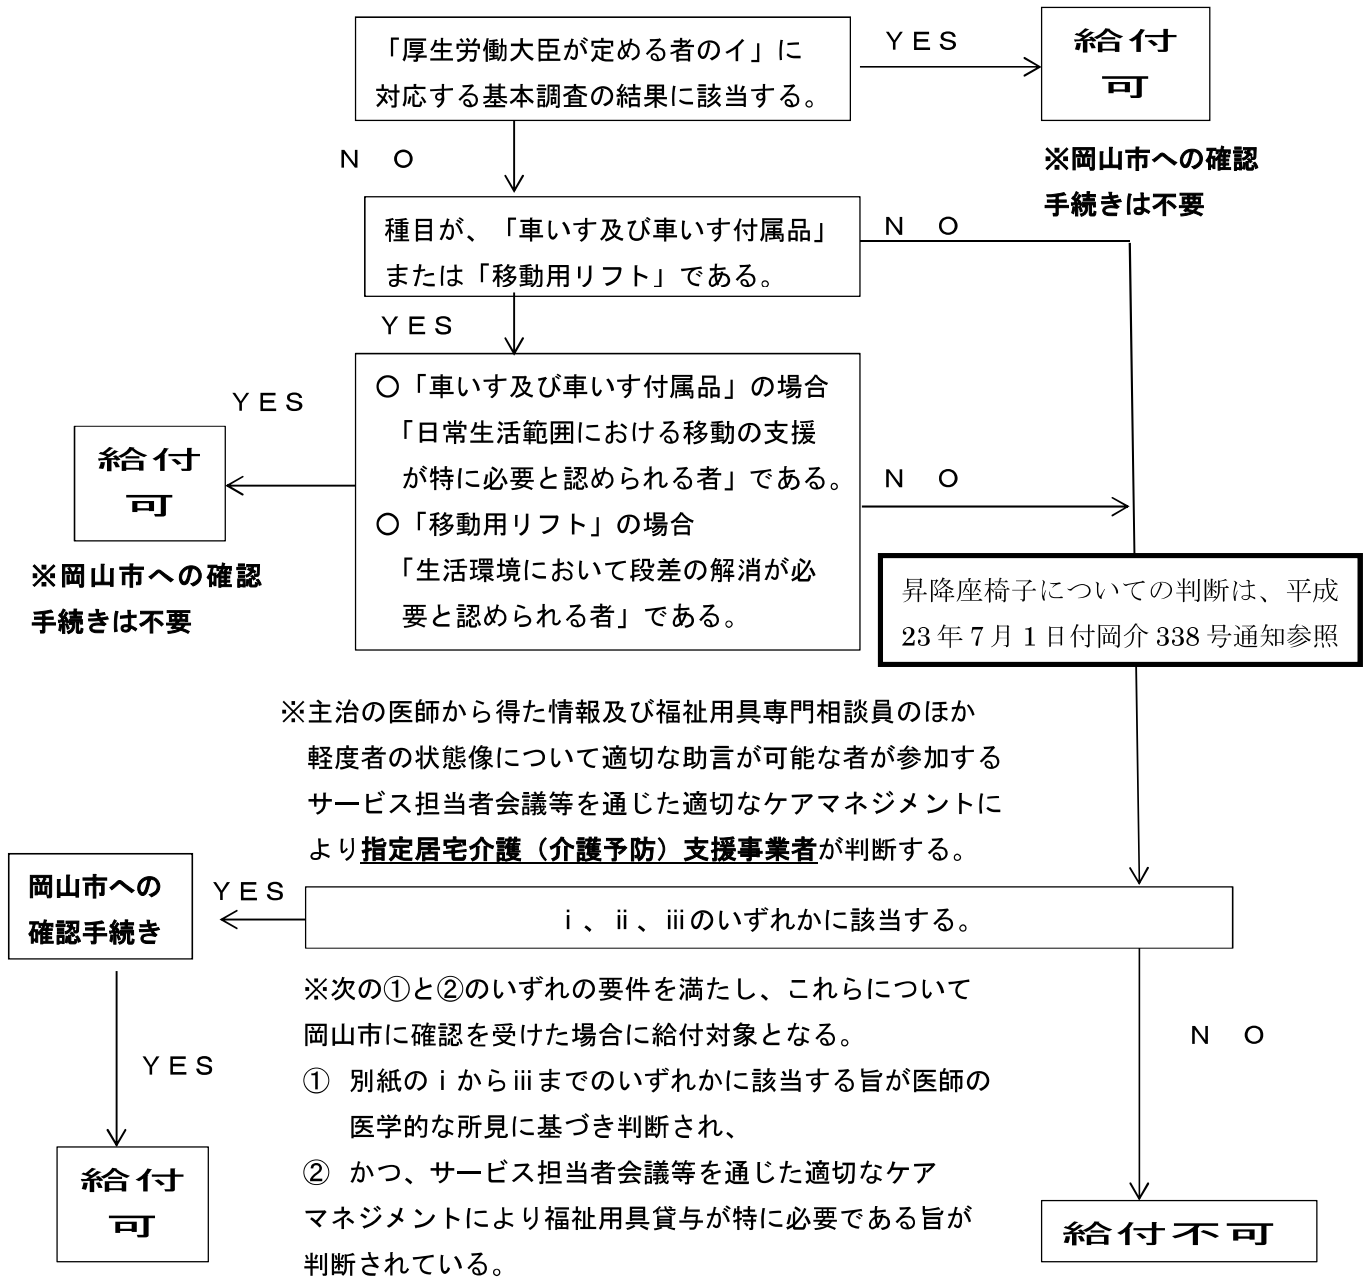 「厚生労働大臣が定める者のイ」に
対応する基本調査の結果に該当する。
ＹＥＳ
給付
可
※岡山市への確認
手続きは不要
Ｎ　Ｏ
種目が、「車いす及び車いす付属品」
または「移動用リフト」である。
Ｎ　Ｏ
ＹＥＳ
〇「車いす及び車いす付属品」の場合
「日常生活範囲における移動の支援
が特に必要と認められる者」である。
〇「移動用リフト」の場合
「生活環境において段差の解消が必
要と認められる者」である。
ＹＥＳ
給付
可
※岡山市への確認
手続きは不要
Ｎ　Ｏ
昇降座椅子についての判断は、平成
23 年 7 月 1 日付岡介 338 号通知参照
※主治の医師から得た情報及び福祉用具専門相談員のほか
軽度者の状態像について適切な助言が可能な者が参加する
サービス担当者会議等を通じた適切なケアマネジメントに
より指定居宅介護（介護予防）支援事業者が判断する。
ⅰ、ⅱ、ⅲのいずれかに該当する。
ＹＥＳ
岡山市への
確認手続き
※次の①と②のいずれの要件を満たし、これらについて
岡山市に確認を受けた場合に給付対象となる。
① 別紙のⅰからⅲまでのいずれかに該当する旨が医師の
医学的な所見に基づき判断され、
② かつ、サービス担当者会議等を通じた適切なケア
マネジメントにより福祉用具貸与が特に必要である旨が
判断されている。
ＹＥＳ
給付
可
Ｎ　Ｏ
給付不可